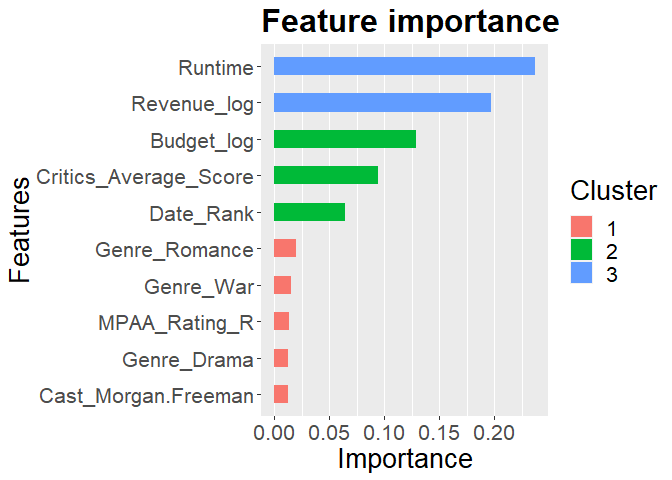 Feature importance
Features
Runtime
Revenue_log
Budget_log
Critics_Average_Score
Date_Rank
Genre_Romance
Genre_War
MPAA_Rating_R
Genre_Drama
Cast_Morgan.Freeman
0.00 0.05 0.10 0.15 0.20
Importance
Cluster
1
2
3